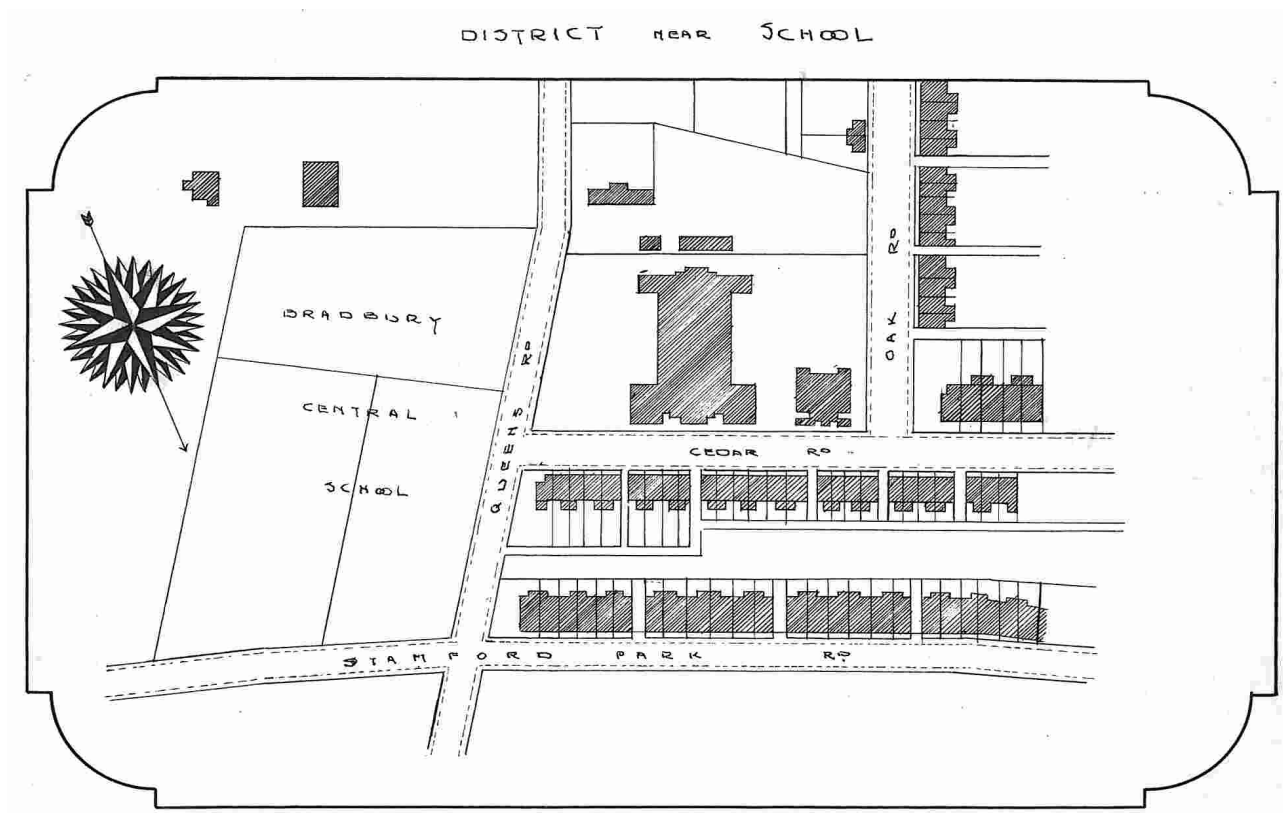 DISTRICT NEAR SCHOOL
OAK RD
BRADBURY
QUEENS RD
CENTRAL
CEDAR RD
SCHOOL
STAMFORD PARK RD